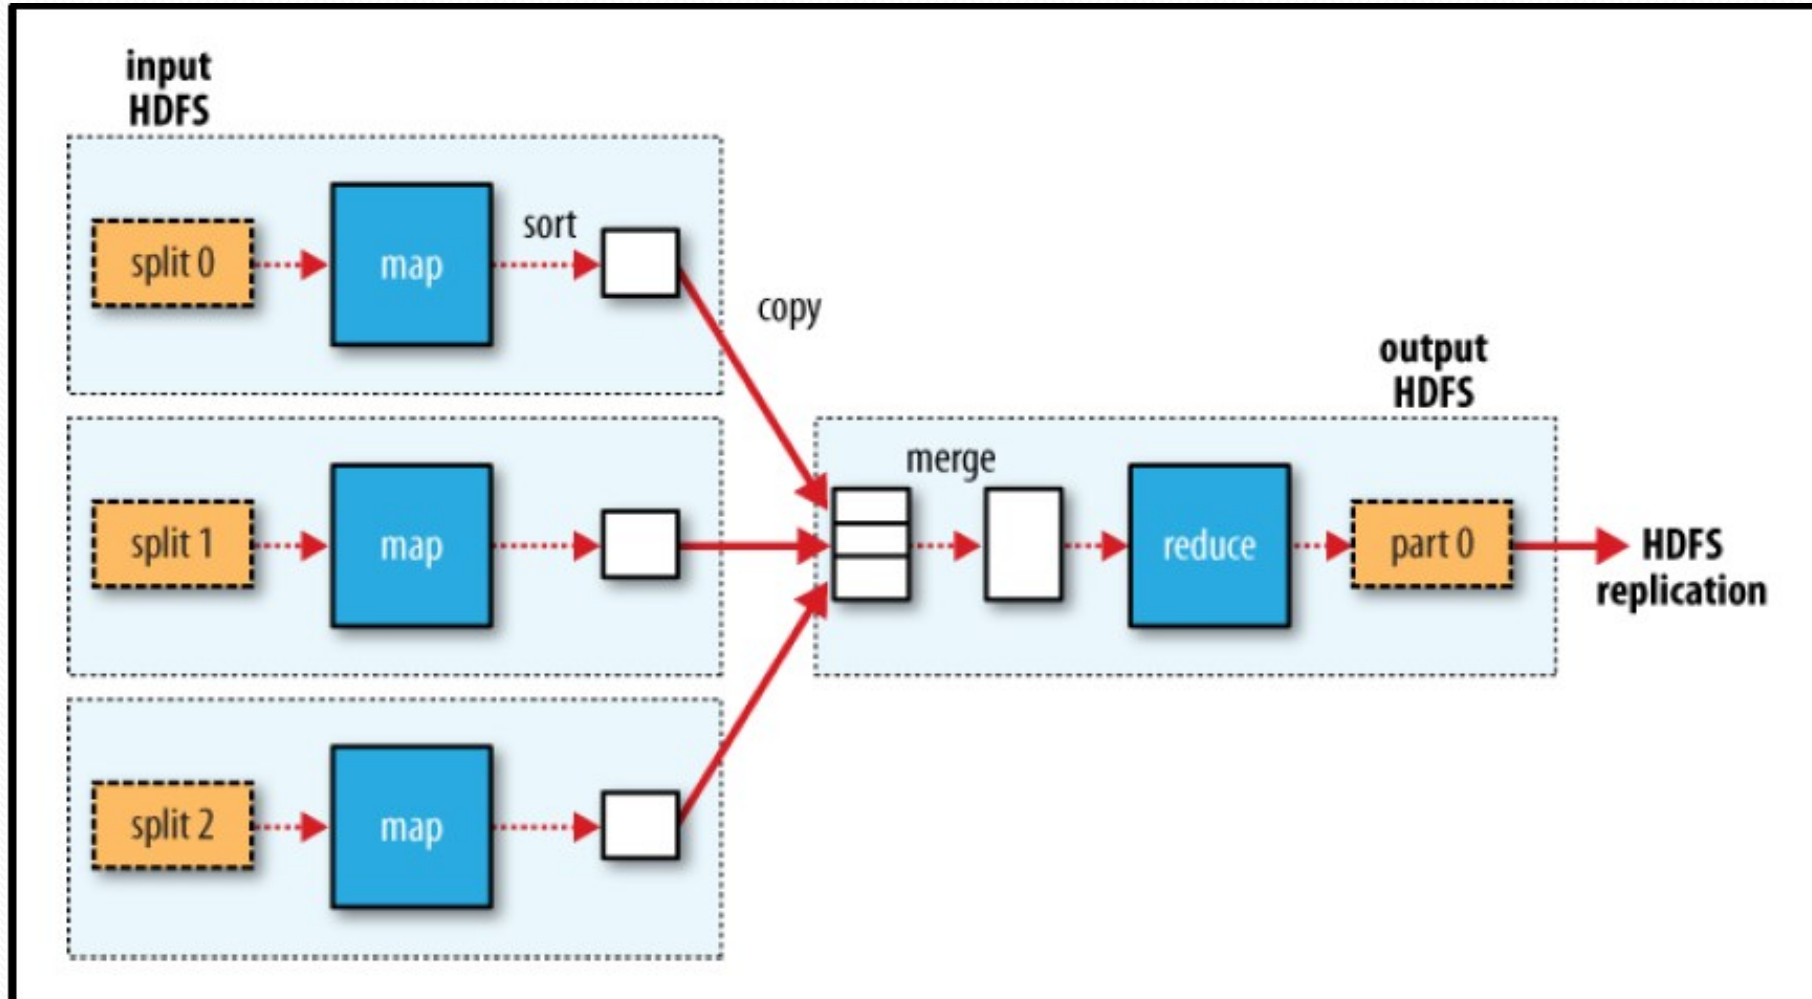 input
HDFS
split 0
map
sort
copy
split 1
map
split 2
map
merge
reduce
output
HDFS
part 0
HDFS
replication